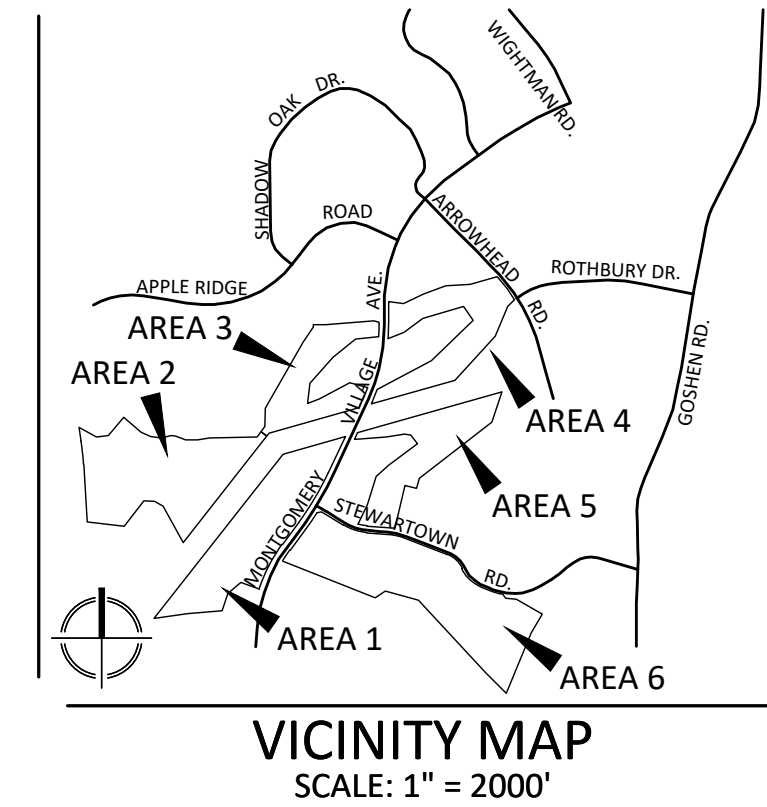 WIGHTMAN RD.
SHADOW OAK DR.
ARROWHEAD RD.
APPLE RIDGE ROAD
ROTHBURY DR.
MONTGOMERY VILLAGE AVE.
GOSHEN RD.
AREA 3
AREA 2
AREA 4
AREA 5
STEWARTOWN RD.
AREA 1
AREA 6
VICINITY MAP
SCALE: 1" = 2000'